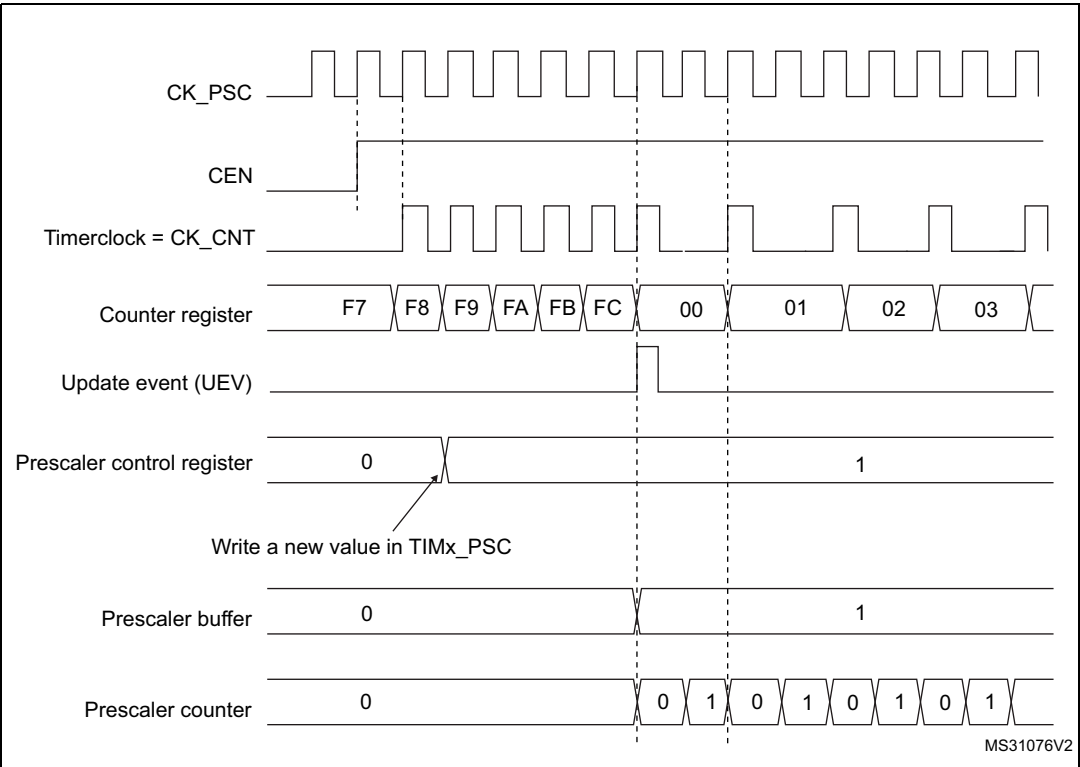 CK_PSC
CEN
Timerclock = CK_CNT
Counter register F7 F8 F9 FA FB FC 00 01 02 03
Update event (UEV)
Prescaler control register 0 1
Write a new value in TIMx_PSC
Prescaler buffer 0 1
Prescaler counter 0 0 1 0 1 0 1 0 1
MS31076V2